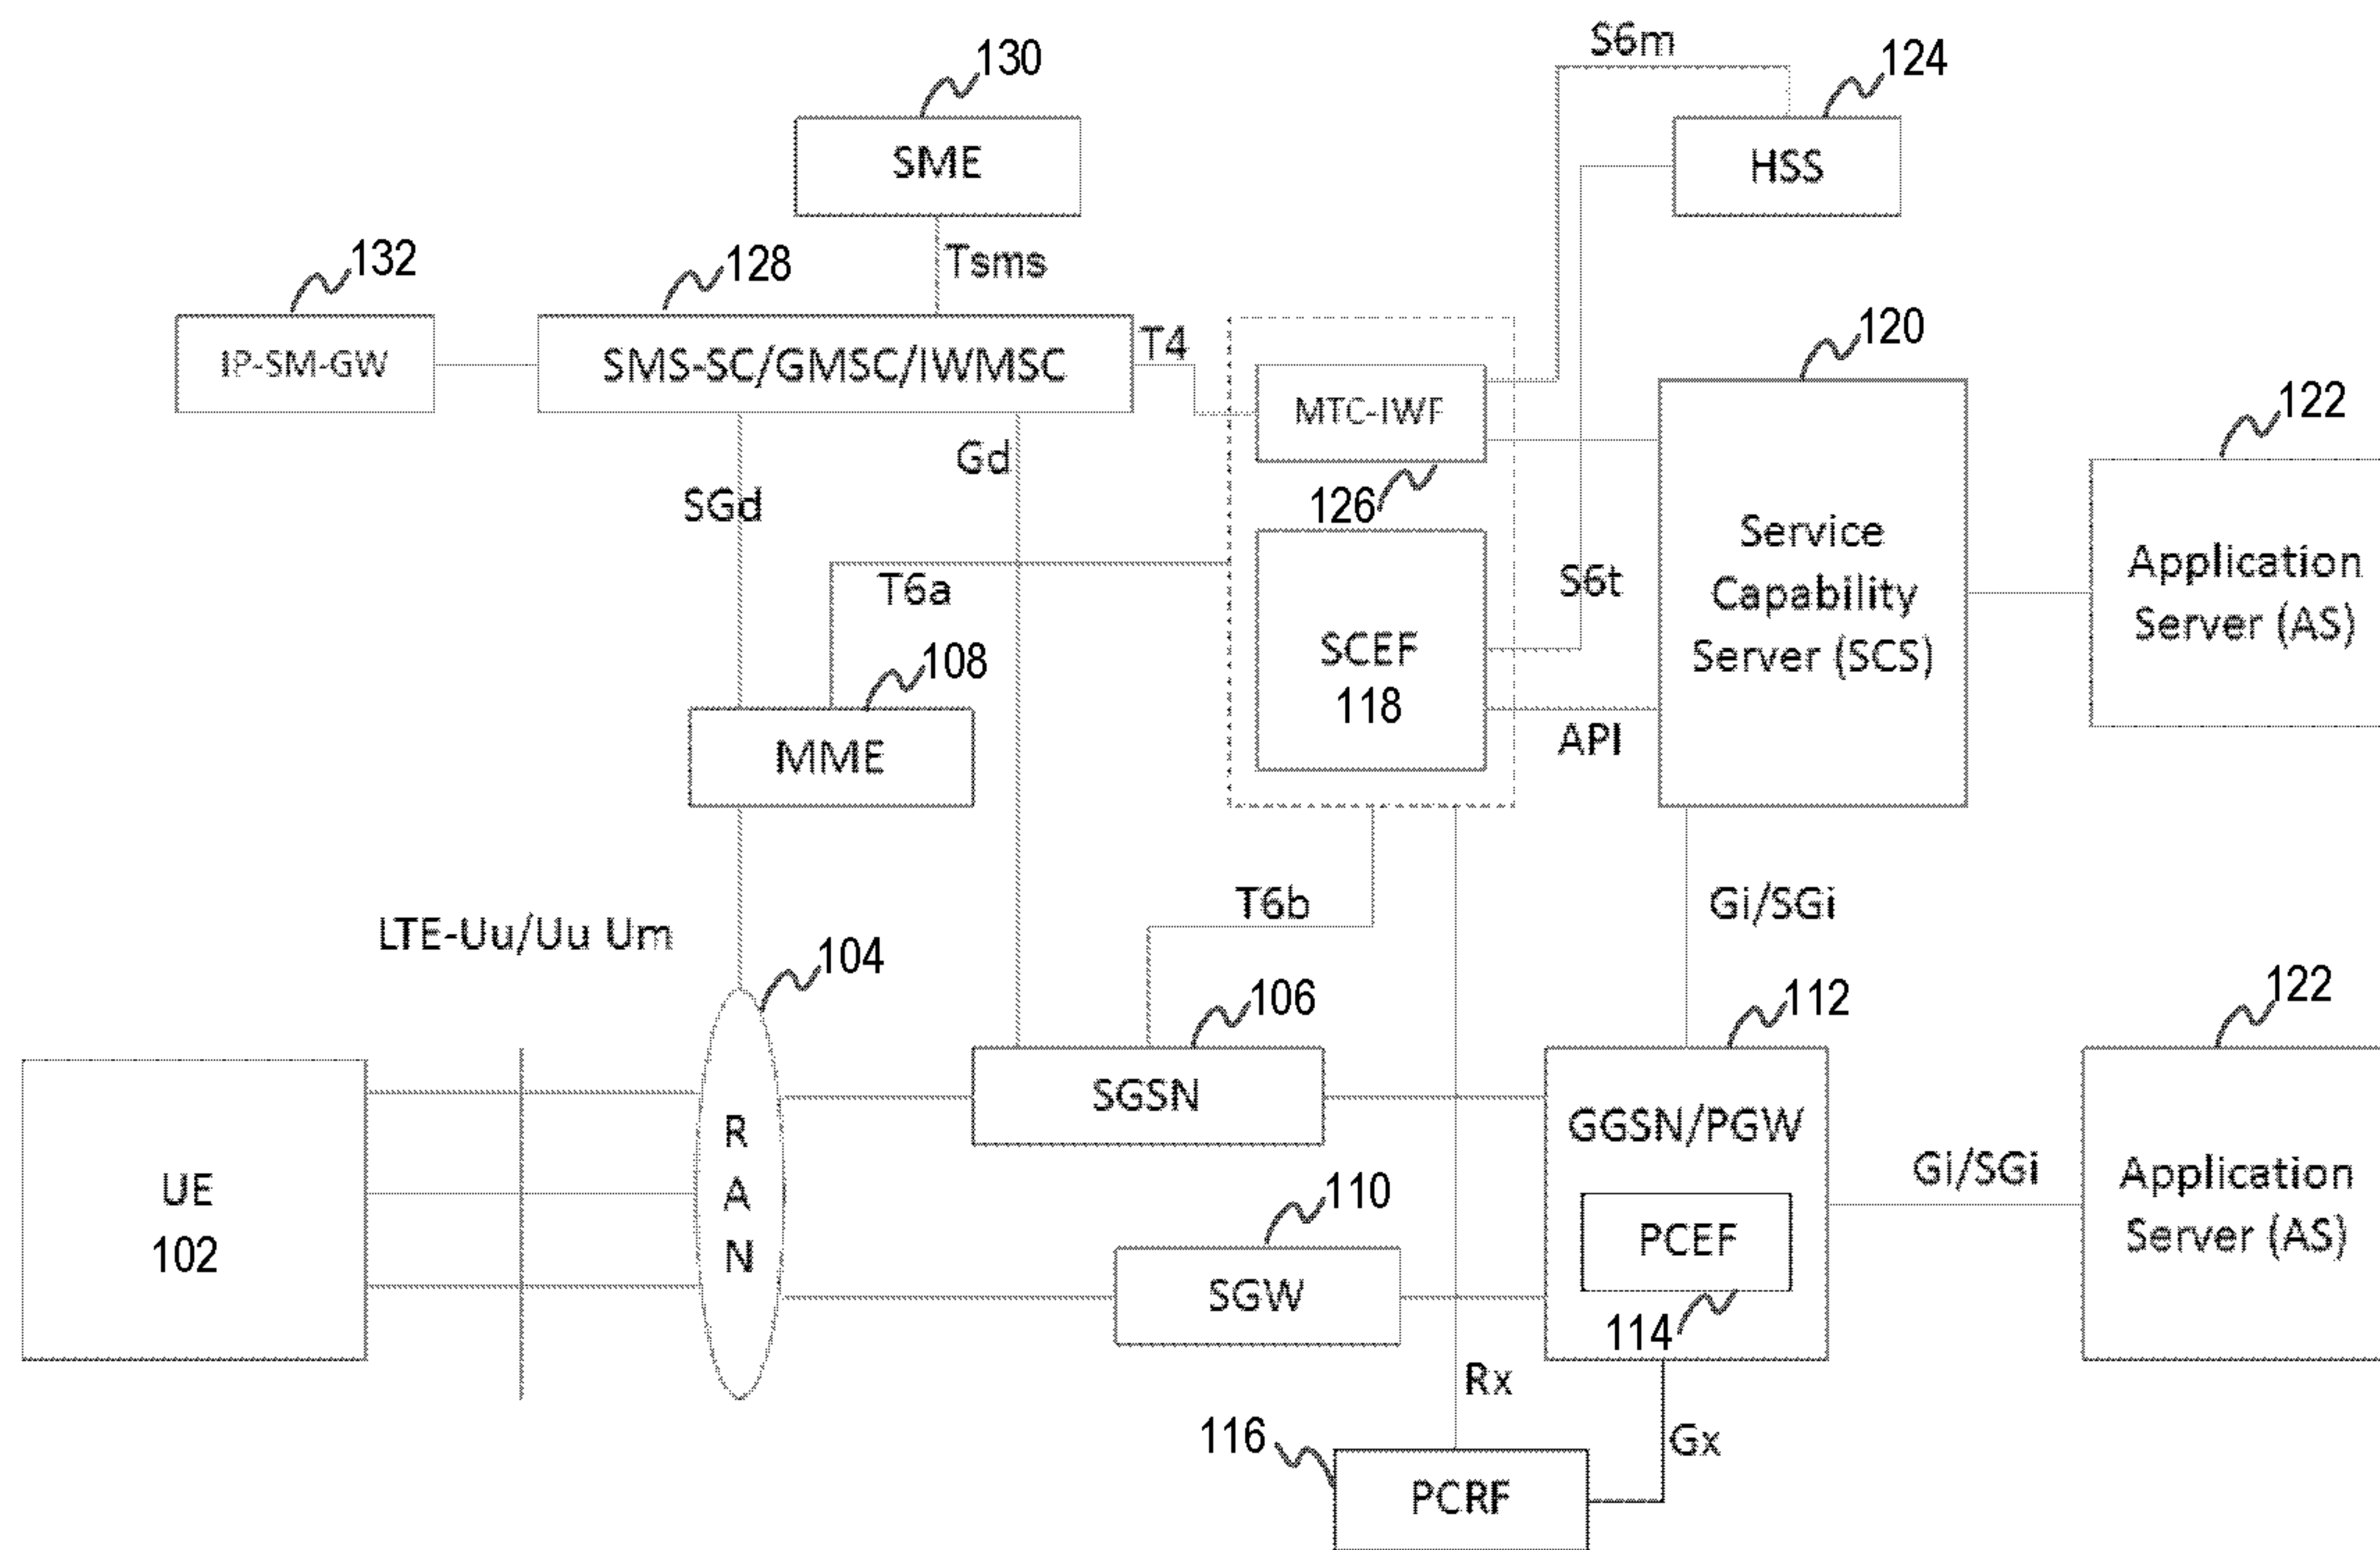 S6m
130
124
SME
HSS
132
128
Tsms
120
IP-SM-GW
SMS-SC/GMSC/IWMSC
T4
MTC-IWF
122
Gd
SGd
126
Service
Capability
Server (SCS)
Application
Server (AS)
T6a
S6t
SCEF
118
108
MME
API
T6b
Gi/SGi
LTE-Uu/Uu Um
104
106
112
122
SGSN
R
A
N
GGSN/PGW
UE
102
110
Gi/SGi
Application
Server (AS)
PCEF
SGW
114
Rx
116
Gx
PCRF